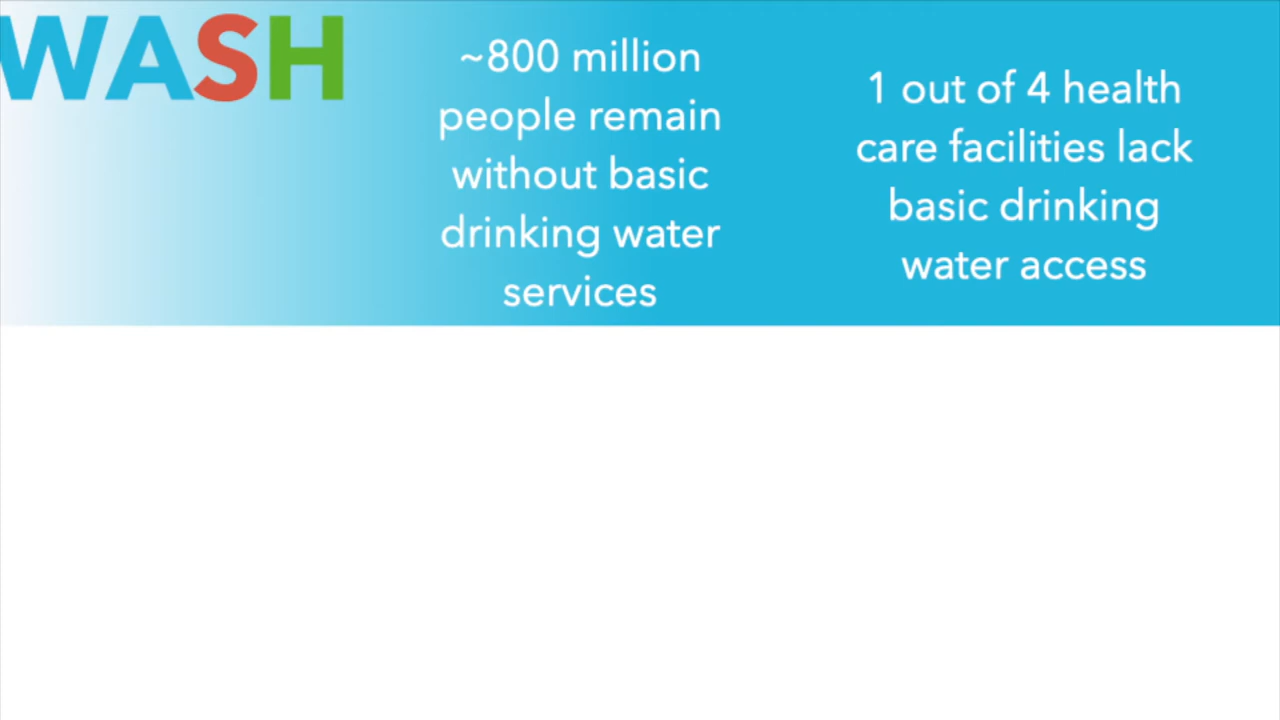 WASH
~800 million
people remain
without basic
drinking water
services
1 out of 4 health
care facilities lack
basic drinking
water access